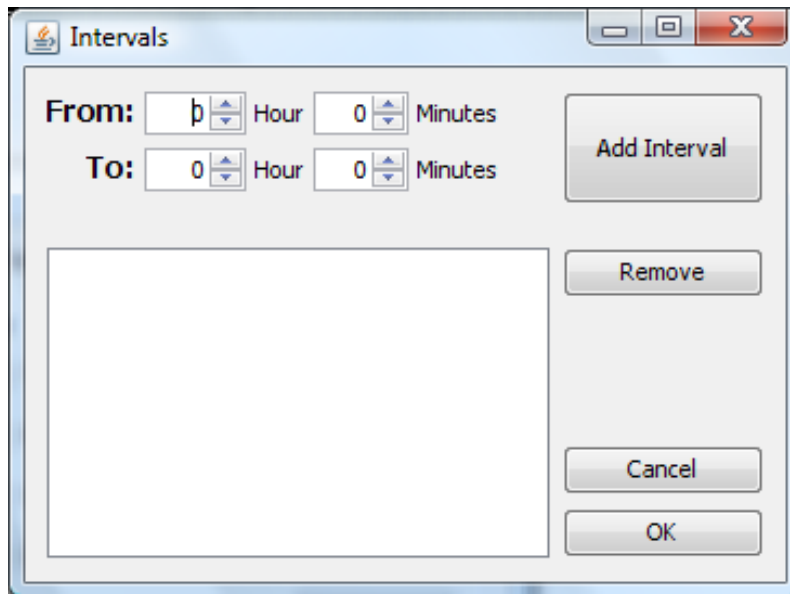 Intervals
From: 0 Hour 0 Minutes
To: 0 Hour 0 Minutes
Add Interval
Remove
Cancel
OK